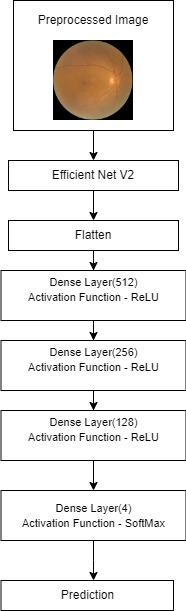 Preprocessed Image
Efficient Net V2
Flatten
Dense Layer(512)
Activation Function - ReLU
Dense Layer(256)
Activation Function - ReLU
Dense Layer(128)
Activation Function - ReLU
Dense Layer(4)
Activation Function - SoftMax
Prediction